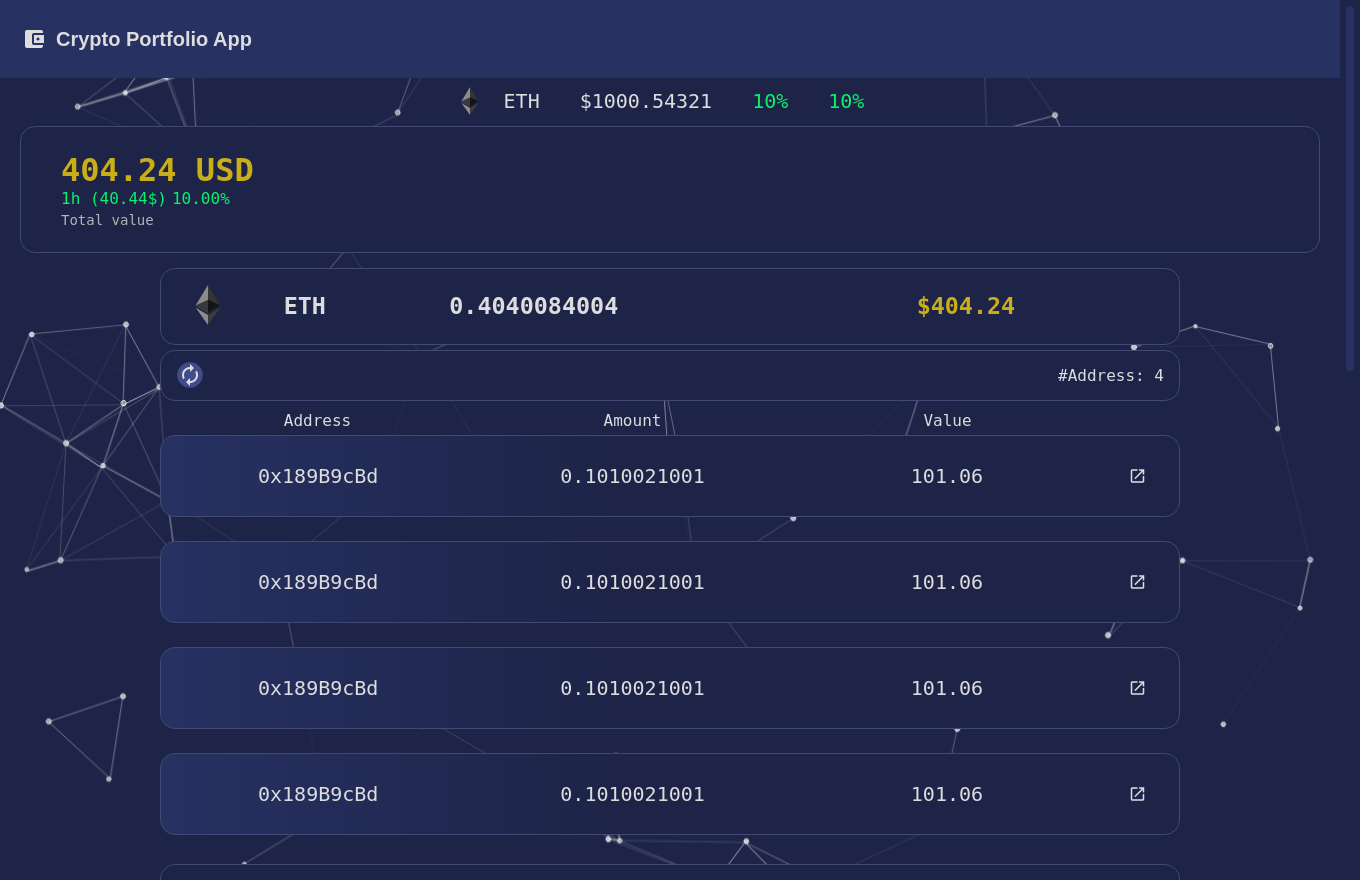 Crypto Portfolio App
ETH $1000.54321 10% 10%
404.24 USD
1h (40.44$) 10.00%
Total value
ETH 0.4040084004 $404.24
#Address: 4
Address Amount Value
0x189B9cBd 0.1010021001 101.06
0x189B9cBd 0.1010021001 101.06
0x189B9cBd 0.1010021001 101.06
0x189B9cBd 0.1010021001 101.06